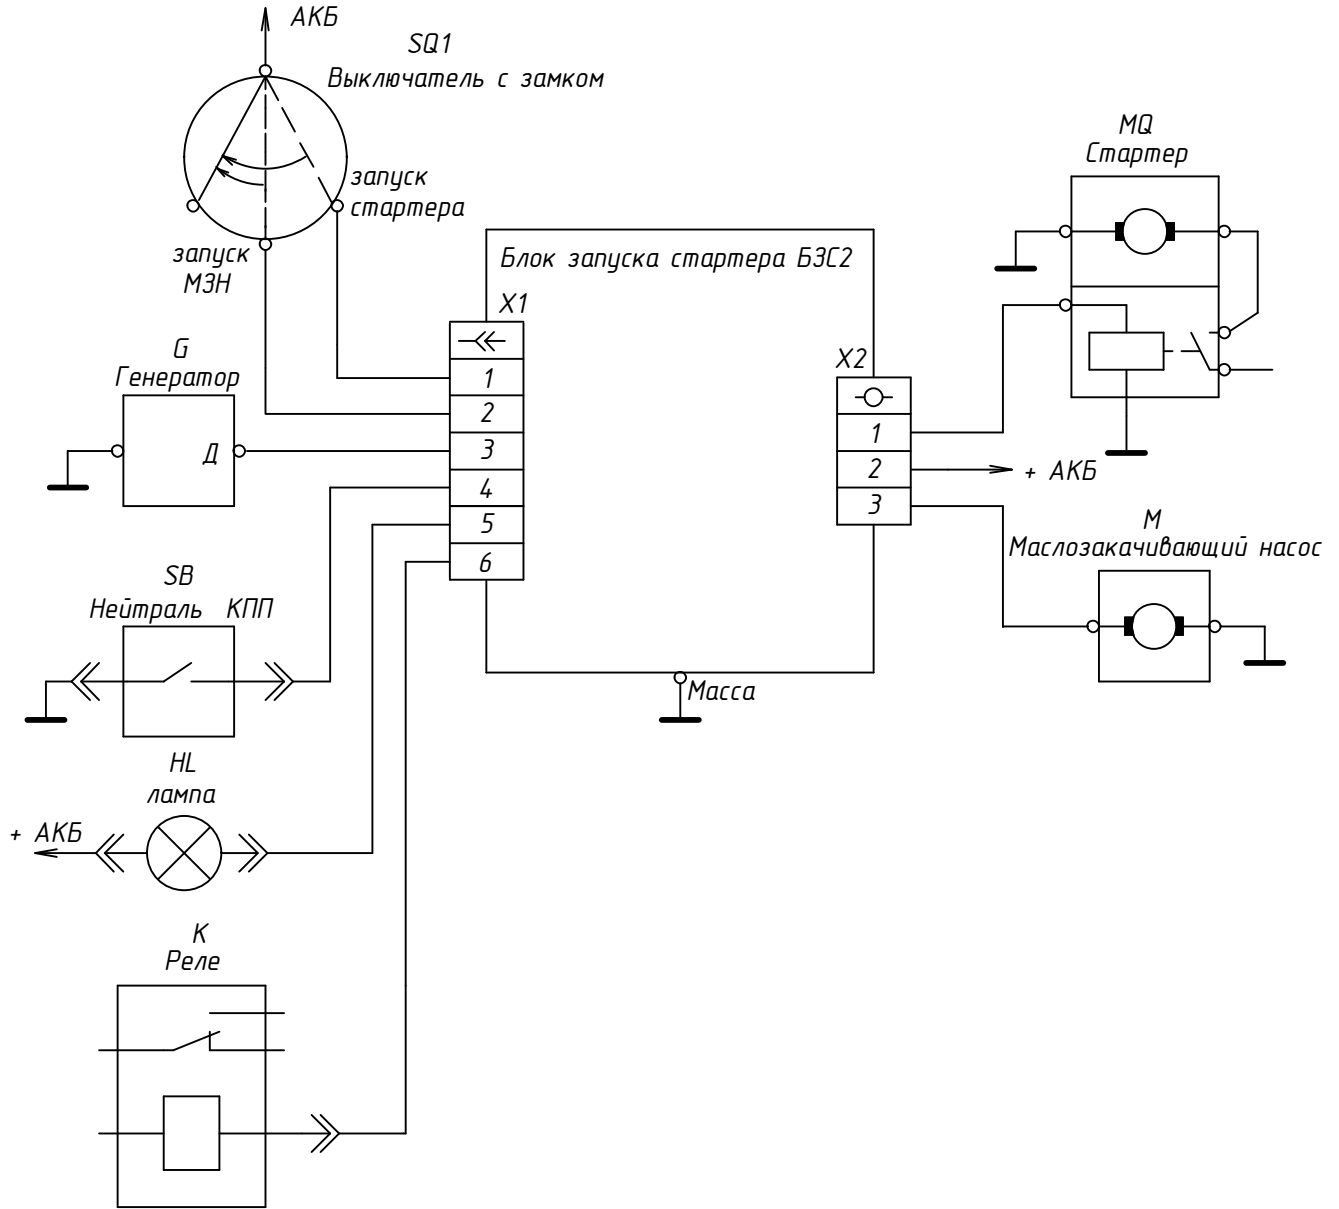 АКБ
SQ1
Выключатель с замком
запуск
стартера
запуск
МЗН
Блок запуска стартера БЗС2
X1
1
2
3
4
5
6
G
Генератор
Д
SB
Нейтраль КПП
HL
лампа
+ АКБ
К
Реле
Масса
X2
1
2
3
+ АКБ
MQ
Стартер
М
Маслозакачивающий насос